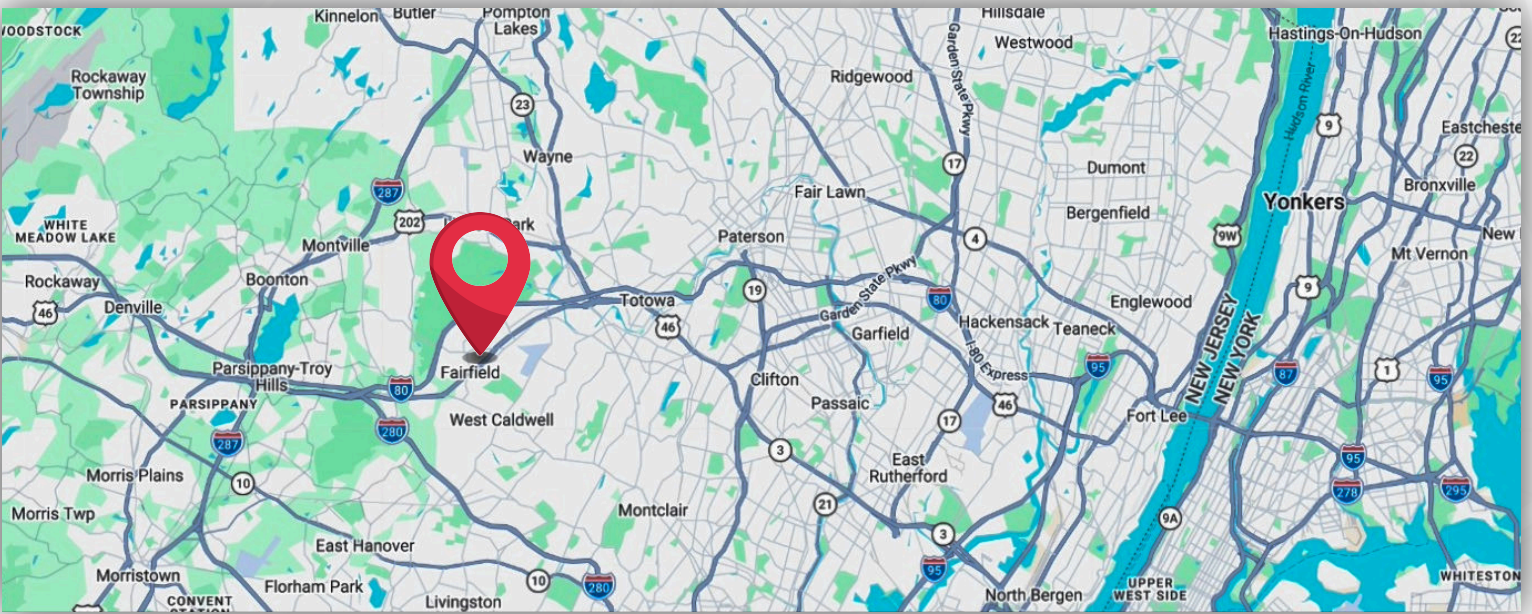 Kinnelon
Butler
Pompton
Lakes
Hillsdale
Westwood
Hastings-On-Hudson
WOODSTOCK
Rockaway
Township
Ridgewood
Garden State Pkwy
Hudson River
23
9
Eastcheste
22
Wayne
17
Dumont
287
Fair Lawn
Bronxville
Yonkers
202
Bergenfield
WHITE
MEADOW LAKE
Montville
Paterson
4
9W
New
Mt Vernon
Rockaway
Boonton
46
Denville
Totowa
19
Garden State Pkwy
80
9
Englewood
46
Garfield
Hackensack
Teaneck
NEW JERSEY
NEW YORK
I-80 Express
95
87
1
95
Parsippany-Troy
Hills
80
Fairfield
Clifton
PARSIPPANY
Passaic
46
17
Fort Lee
West Caldwell
280
287
3
95
East
Rutherford
Morris Plains
10
278
295
21
Montclair
Morris Twp
9A
3
East Hanover
95
Morristown
Florham Park
10
280
North Bergen
UPPER
WEST SIDE
WHITESTON
CONVENT
STATION
Livingston